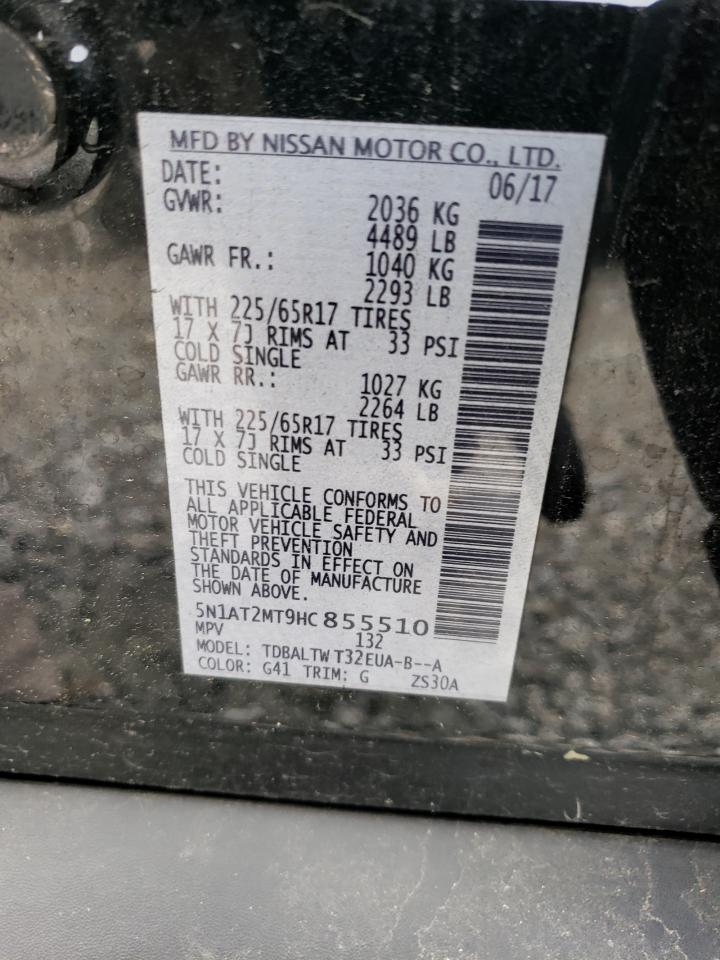 MFD BY NISSAN MOTOR CO., LTD.
DATE: 06/17
GVWR: 2036 KG
4489 LB
GAWR FR.: 1040 KG
2293 LB
WITH 225/65R17 TIRES
17 X 7J RIMS AT 33 PSI
COLD SINGLE
GAWR RR.: 1027 KG
2264 LB
WITH 225/65R17 TIRES
17 X 7J RIMS AT 33 PSI
COLD SINGLE
THIS VEHICLE CONFORMS TO
ALL APPLICABLE FEDERAL
MOTOR VEHICLE SAFETY AND
THEFT PREVENTION
STANDARDS IN EFFECT ON
THE DATE OF MANUFACTURE
SHOWN ABOVE.
5N1AT2MT9HC855510
MPV 132
MODEL: TDBALTW T32EUA-B--A
COLOR: G41 TRIM: G ZS30A